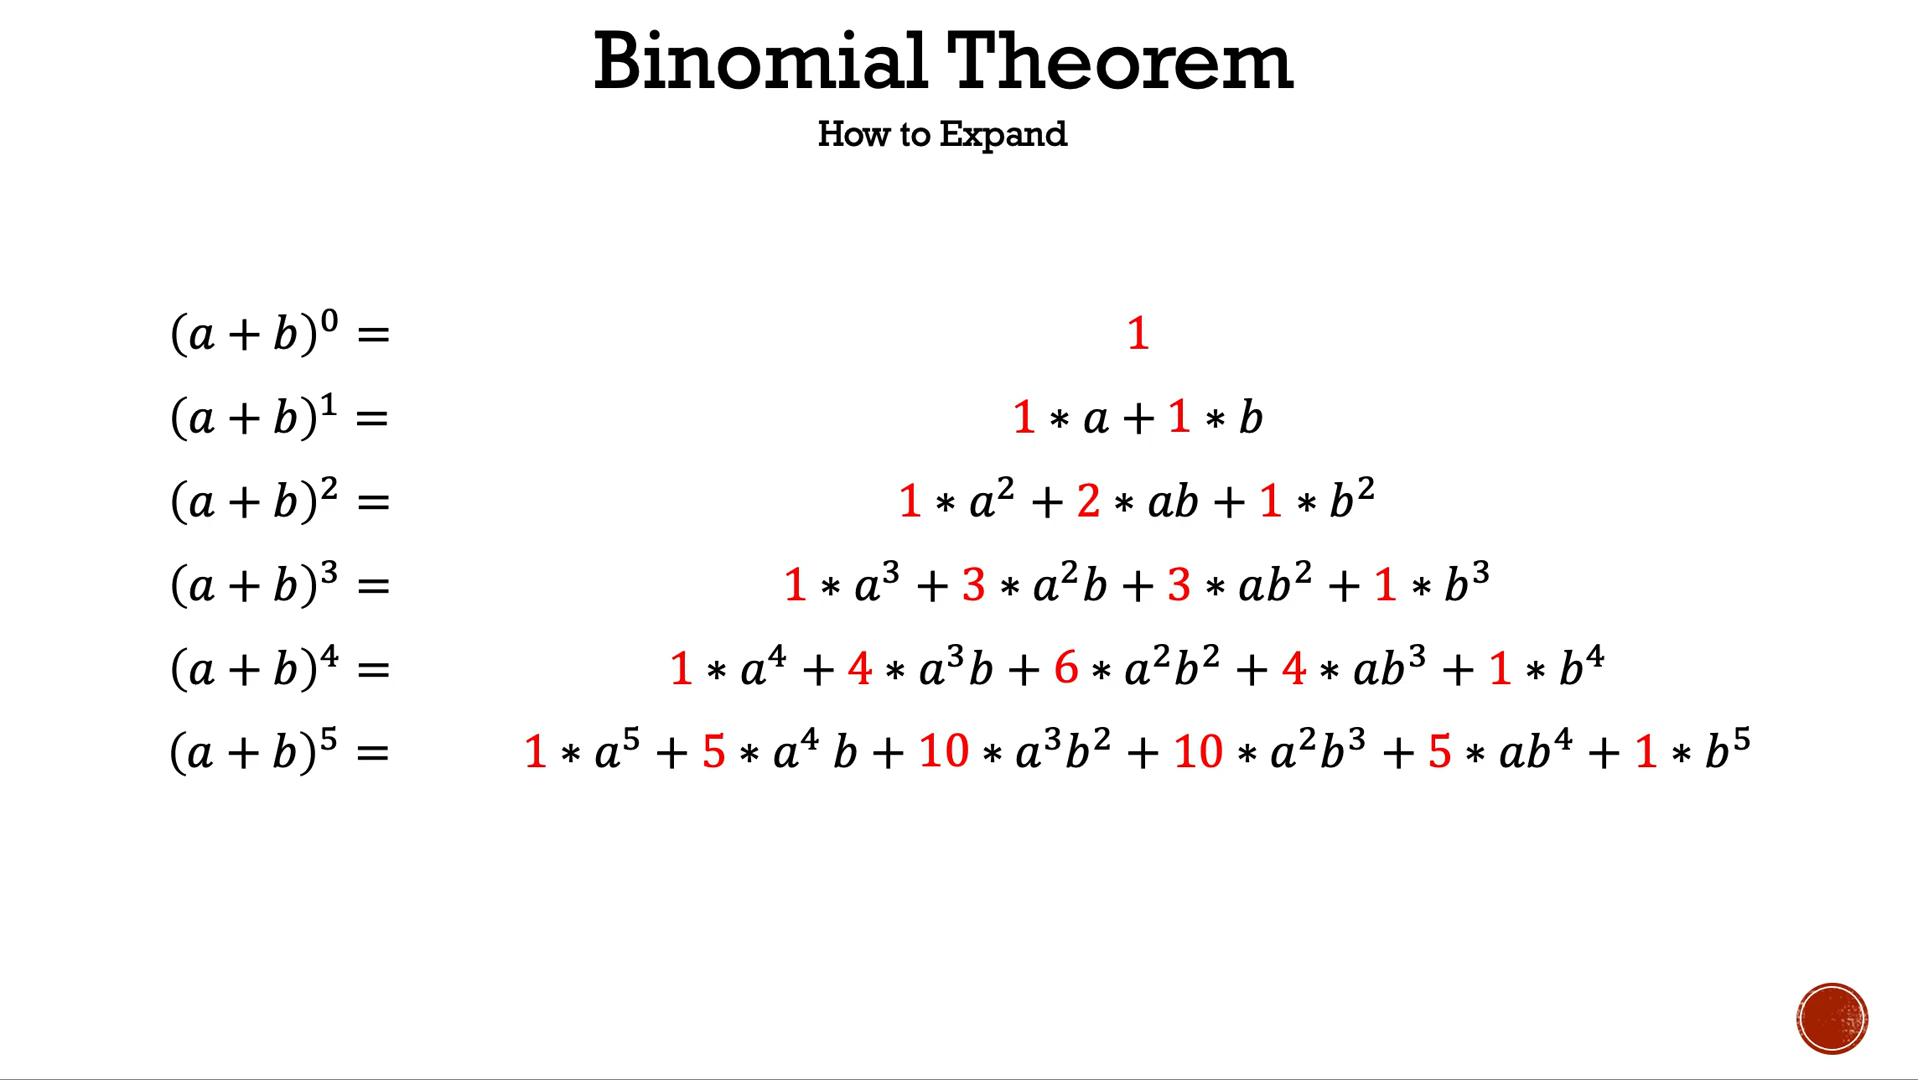 Binomial Theorem
How to Expand
(a + b)⁰ = 1
(a + b)¹ = 1 ∗ a + 1 ∗ b
(a + b)² = 1 ∗ a² + 2 ∗ ab + 1 ∗ b²
(a + b)³ = 1 ∗ a³ + 3 ∗ a²b + 3 ∗ ab² + 1 ∗ b³
(a + b)⁴ = 1 ∗ a⁴ + 4 ∗ a³b + 6 ∗ a²b² + 4 ∗ ab³ + 1 ∗ b⁴
(a + b)⁵ = 1 ∗ a⁵ + 5 ∗ a⁴ b + 10 ∗ a³b² + 10 ∗ a²b³ + 5 ∗ ab⁴ + 1 ∗ b⁵